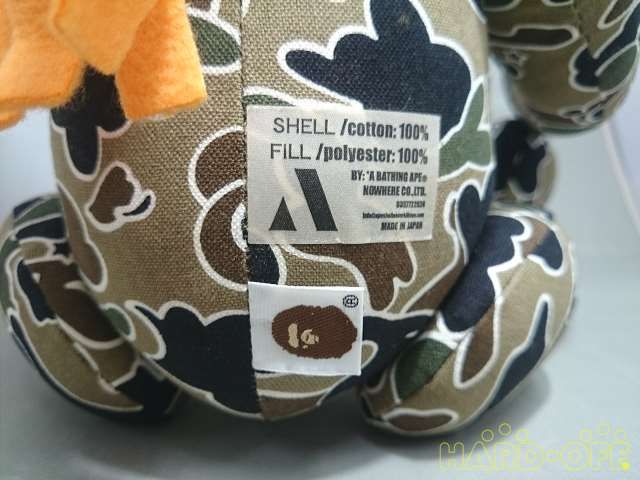 SHELL /cotton: 100%
FILL /polyester: 100%
BY: *A BATHING APE®
NOWHERE CO.,LTD.
MADE IN JAPAN
HARD-OFF